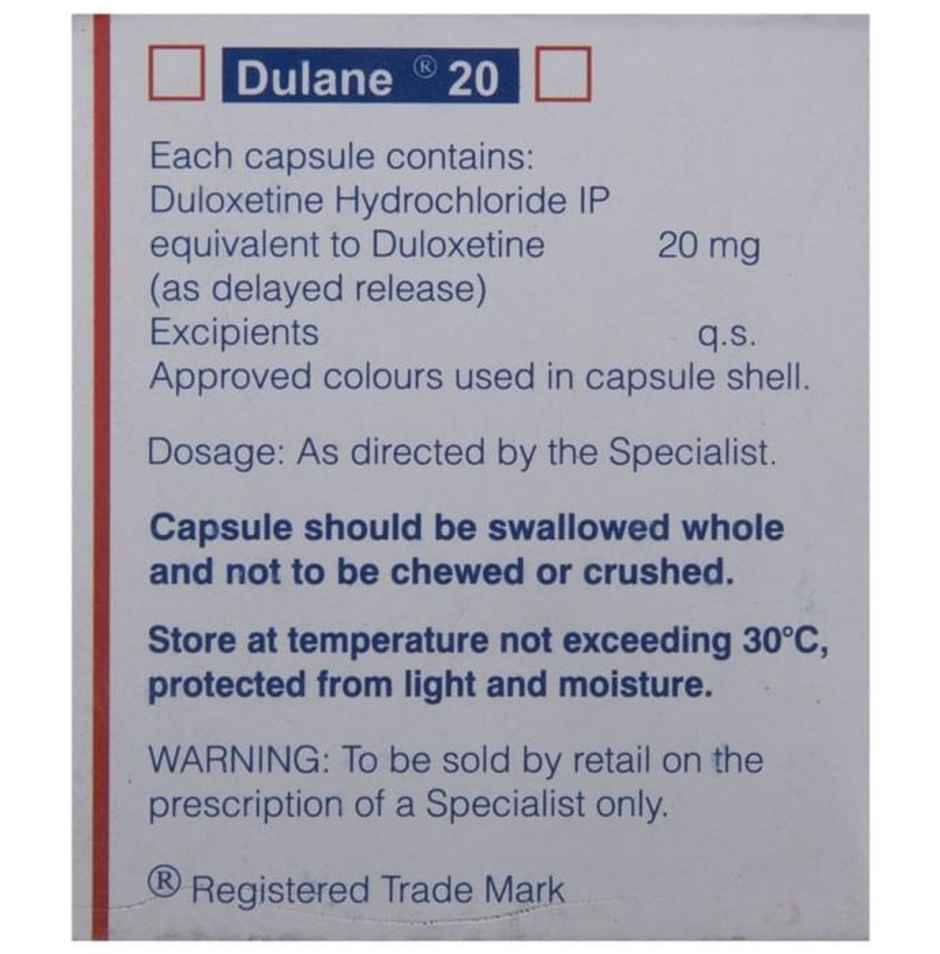 Dulane ® 20
Each capsule contains:
Duloxetine Hydrochloride IP
equivalent to Duloxetine 20 mg
(as delayed release)
Excipients q.s.
Approved colours used in capsule shell.
Dosage: As directed by the Specialist.
Capsule should be swallowed whole
and not to be chewed or crushed.
Store at temperature not exceeding 30°C,
protected from light and moisture.
WARNING: To be sold by retail on the
prescription of a Specialist only.
® Registered Trade Mark